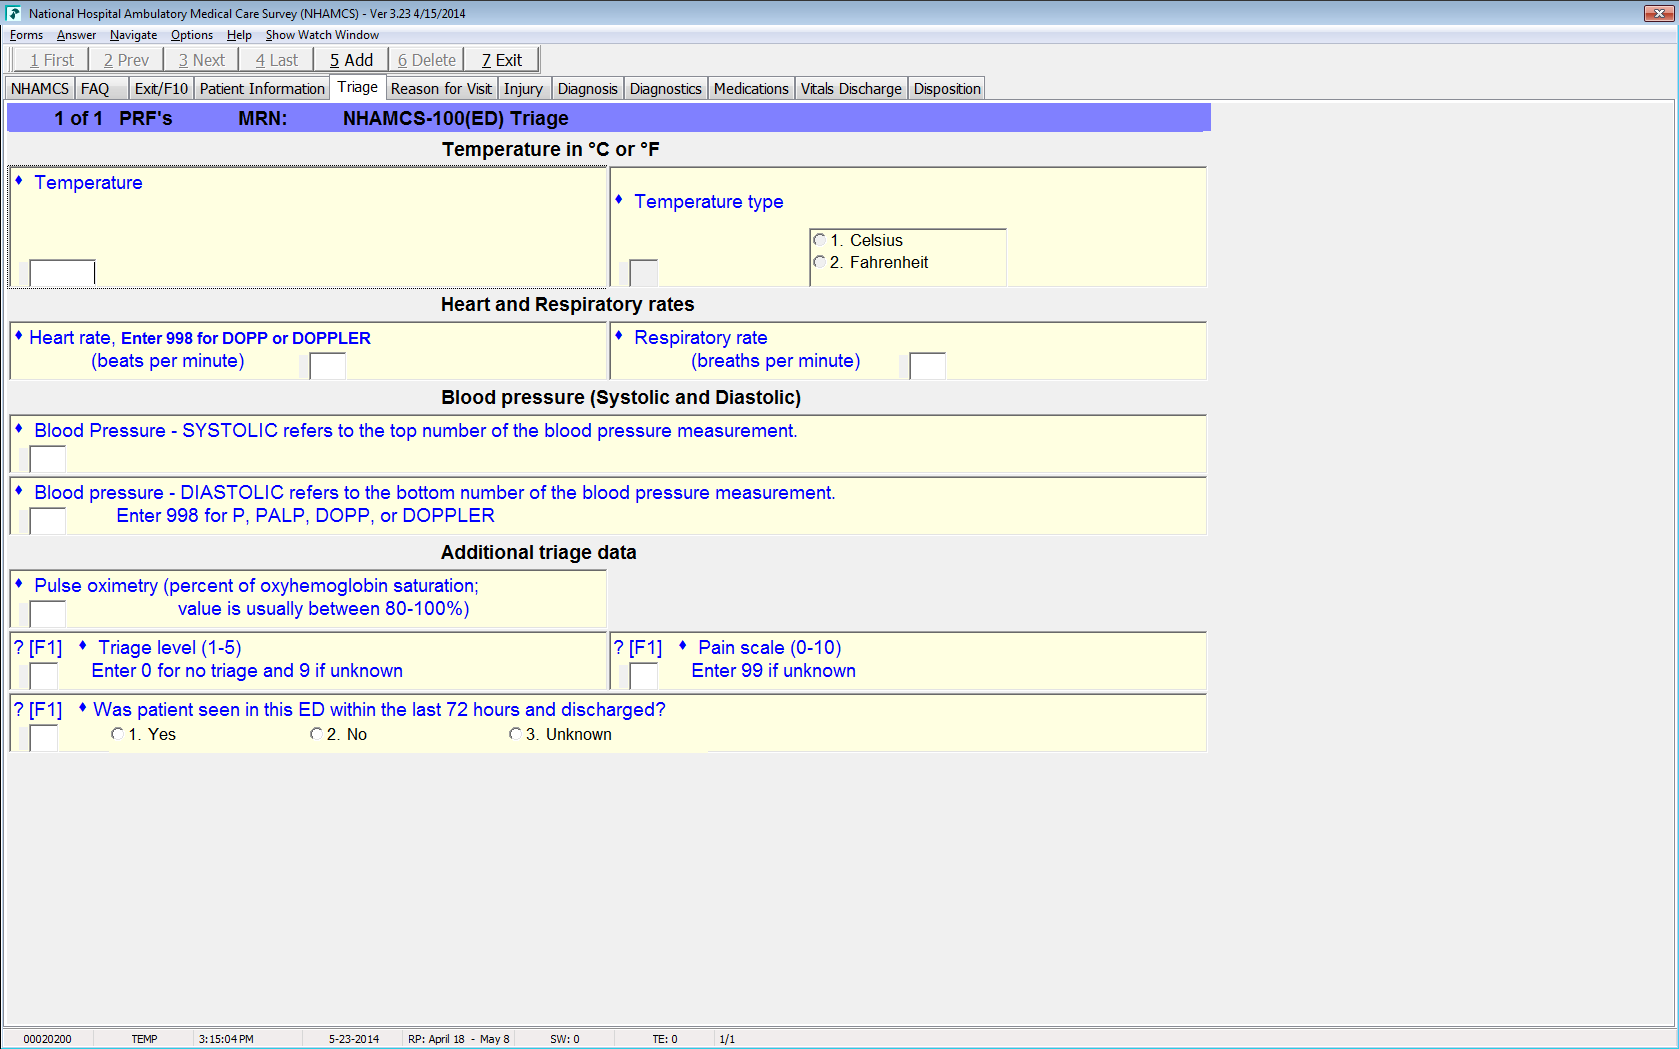 National Hospital Ambulatory Medical Care Survey (NHAMCS) - Ver 3.23 4/15/2014
Forms Answer Navigate Options Help Show Watch Window
1 First 2 Prev 3 Next 4 Last 5 Add 6 Delete 7 Exit
NHAMCS FAQ Exit/F10 Patient Information Triage Reason for Visit Injury Diagnosis Diagnostics Medications Vitals Discharge Disposition
1 of 1 PRF's MRN: NHAMCS-100(ED) Triage
Temperature in °C or °F
♦ Temperature
♦ Temperature type
1. Celsius
2. Fahrenheit
Heart and Respiratory rates
♦ Heart rate, Enter 998 for DOPP or DOPPLER
(beats per minute)
♦ Respiratory rate
(breaths per minute)
Blood pressure (Systolic and Diastolic)
♦ Blood Pressure - SYSTOLIC refers to the top number of the blood pressure measurement.
♦ Blood pressure - DIASTOLIC refers to the bottom number of the blood pressure measurement.
Enter 998 for P, PALP, DOPP, or DOPPLER
Additional triage data
♦ Pulse oximetry (percent of oxyhemoglobin saturation;
value is usually between 80-100%)
? [F1] ♦ Triage level (1-5)
Enter 0 for no triage and 9 if unknown
? [F1] ♦ Pain scale (0-10)
Enter 99 if unknown
? [F1] ♦ Was patient seen in this ED within the last 72 hours and discharged?
1. Yes 2. No 3. Unknown
00020200 TEMP 3:15:04 PM 5-23-2014 RP: April 18 - May 8 SW: 0 TE: 0 1/1